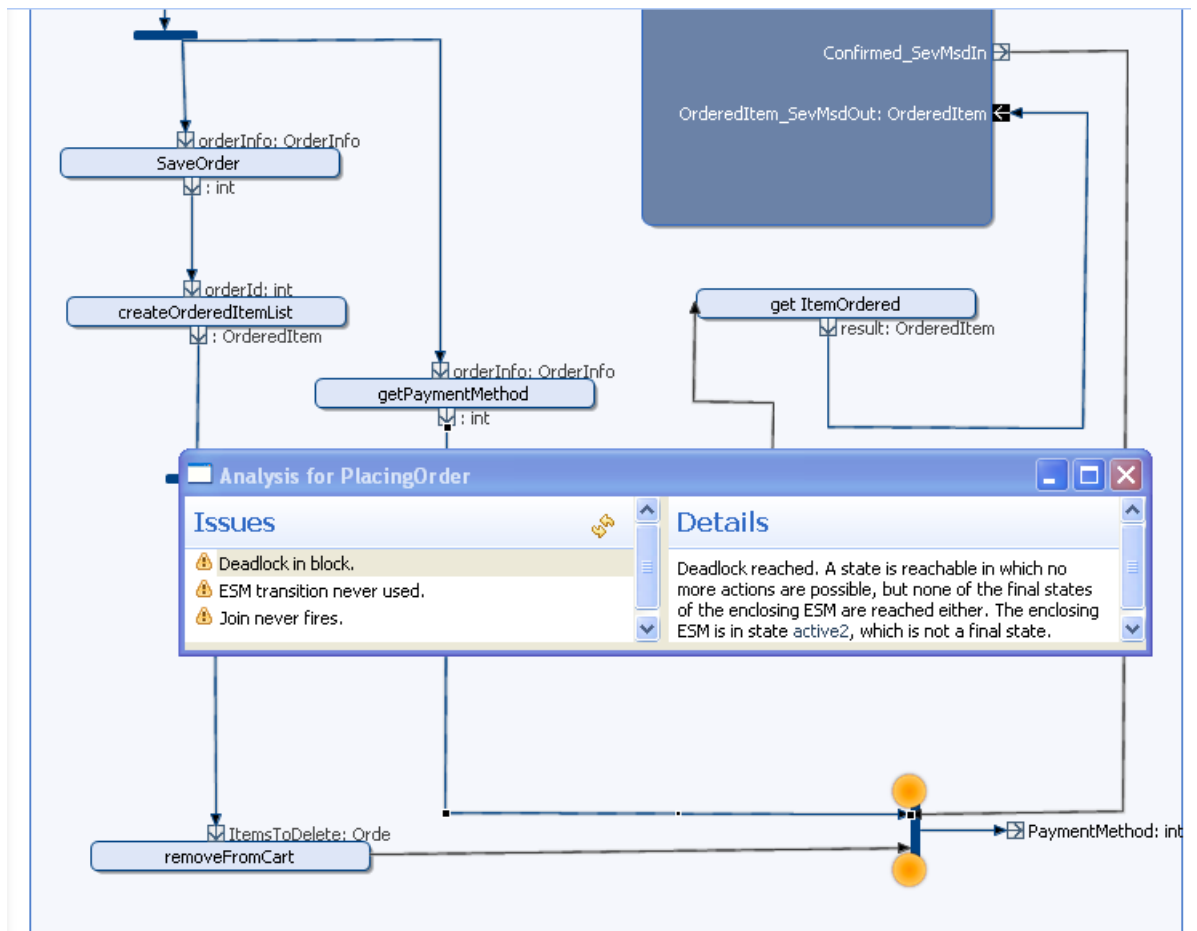 Confirmed_SevMsdIn
OrderedItem_SevMsdOut: OrderedItem
orderInfo: OrderInfo
SaveOrder
: int
orderId: int
createOrderedItemList
: OrderedItem
get ItemOrdered
result: OrderedItem
orderInfo: OrderInfo
getPaymentMethod
: int
Analysis for PlacingOrder
Issues
Deadlock in block.
ESM transition never used.
Join never fires.
Details
Deadlock reached. A state is reachable in which no
more actions are possible, but none of the final states
of the enclosing ESM are reached either. The enclosing
ESM is in state active2, which is not a final state.
ItemsToDelete: Orde
removeFromCart
PaymentMethod: int